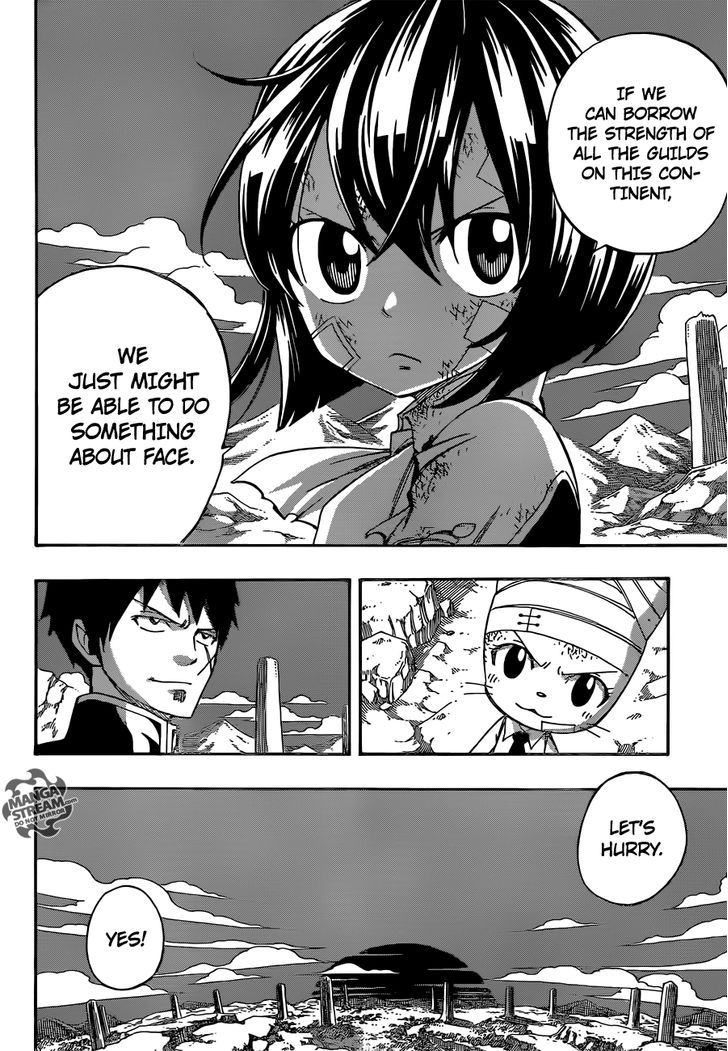 IF WE
CAN BORROW
THE STRENGTH OF
ALL THE GUILDS
ON THIS CON-
TINENT,
WE
JUST MIGHT
BE ABLE TO DO
SOMETHING
ABOUT FACE.
MANGA
STREAM.com
DO NOT MIRROR
LET'S
HURRY.
YES!